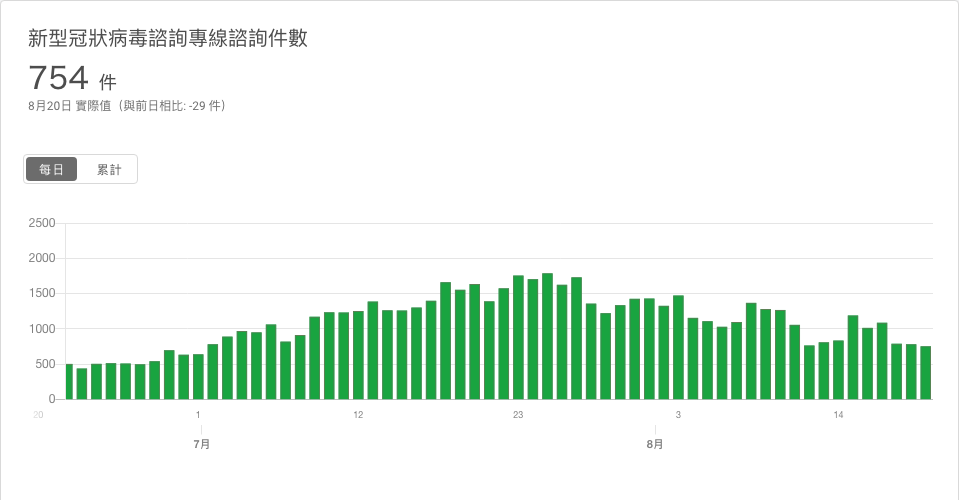 新型冠狀病毒諮詢專線諮詢件數
754 件
8月20日 實際值（與前日相比: -29 件）
每日 累計
2500
2000
1500
1000
500
0
20 1 12 23 3 14
7月 8月